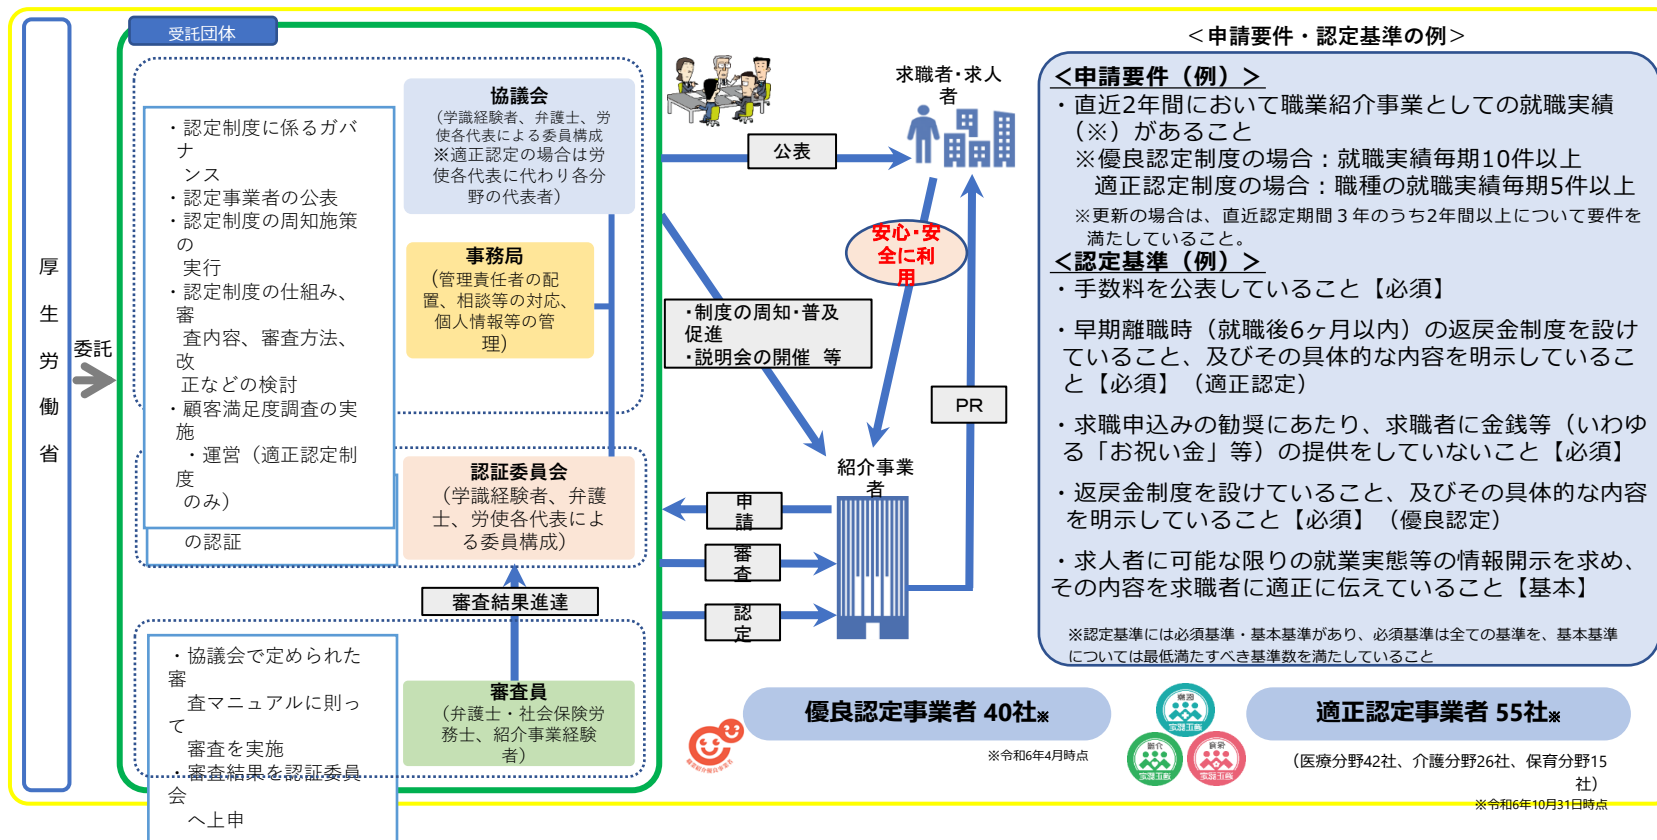 厚生労働省
委託
受託団体
・認定制度に係るガバ
ナ
ンス
・認定事業者の公表
・認定制度の周知施策
の
実行
・認定制度の仕組み、
審
査内容、審査方法、
改
正などの検討
・顧客満足度調査の実
施
・運営（適正認定制
度
のみ）
の認証
協議会
(学識経験者、弁護士、労
使各代表による委員構成
※適正認定の場合は労
使各代表に代わり各分
野の代表者）
事務局
(管理責任者の配
置、相談等の対応、
個人情報等の管
理）
認証委員会
（学識経験者、弁護
士、労使各代表によ
る委員構成）
審査結果進達
・協議会で定められた
審
査マニュアルに則っ
て
審査を実施
・審査結果を認証委員
会
へ上申
審査員
（弁護士・社会保険労
務士、紹介事業経験
者）
公表
求職者・求人
者
安心・安
全に利
用
・制度の周知・普及
促進
・説明会の開催 等
PR
紹介事業
者
申
請
審
査
認
定
＜申請要件・認定基準の例＞
＜申請要件（例）＞
・直近2年間において職業紹介事業としての就職実績
（※）があること
※優良認定制度の場合：就職実績毎期10件以上
適正認定制度の場合：職種の就職実績毎期5件以上
※更新の場合は、直近認定期間３年のうち2年間以上について要件を
満たしていること。
＜認定基準（例）＞
・手数料を公表していること【必須】
・早期離職時（就職後6ヶ月以内）の返戻金制度を設け
ていること、及びその具体的な内容を明示しているこ
と【必須】（適正認定）
・求職申込みの勧奨にあたり、求職者に金銭等（いわゆ
る「お祝い金」等）の提供をしていないこと【必須】
・返戻金制度を設けていること、及びその具体的な内容
を明示していること【必須】（優良認定）
・求人者に可能な限りの就業実態等の情報開示を求め、
その内容を求職者に適正に伝えていること【基本】
※認定基準には必須基準・基本基準があり、必須基準は全ての基準を、基本基準
については最低満たすべき基準数を満たしていること
優良認定事業者 40社※
※令和6年4月時点
適正認定事業者 55社※
（医療分野42社、介護分野26社、保育分野15
社）
※令和6年10月31日時点